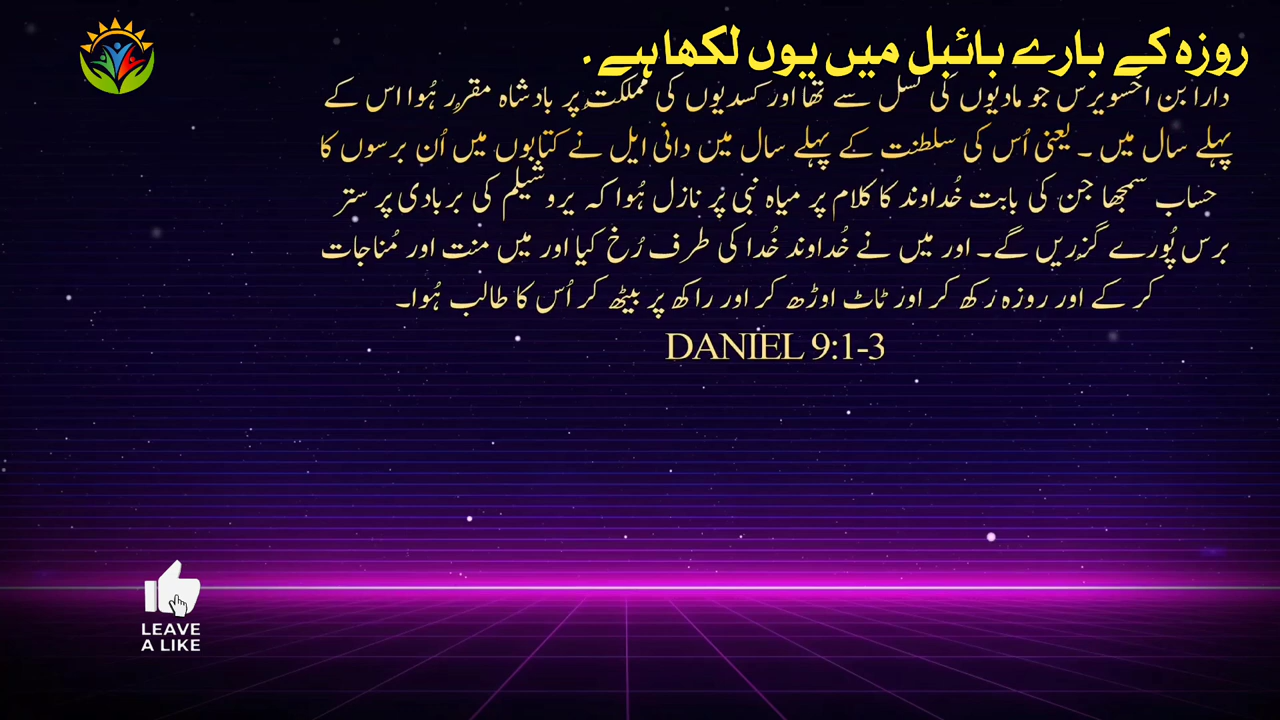 روزہ کے بارے بائبل میں یوں لکھا ہے۔
دارا بن اخسویرس جو مادیوں کی نسل سے تھا اور کسدیوں کی مملکت پر بادشاہ مقرر ہُوا اس کے
پہلے سال میں ۔ یعنی اُس کی سلطنت کے پہلے سال میں دانی ایل نے کتابوں میں اُن برسوں کا
حساب سمجھا جن کی بابت خُداوند کا کلام پر میاہ نبی پر نازل ہُوا کہ یروشیلم کی بربادی پر ستر
برس پُورے گزریں گے۔ اور میں نے خُداوند خُدا کی طرف رُخ کیا اور میں منت اور مُناجات
کر کے اور روزہ رکھ کر اور ٹاٹ اوڑھ کر اور راکھ پر بیٹھ کر اُس کا طالب ہُوا۔
DANIEL 9:1-3
LEAVE
A LIKE